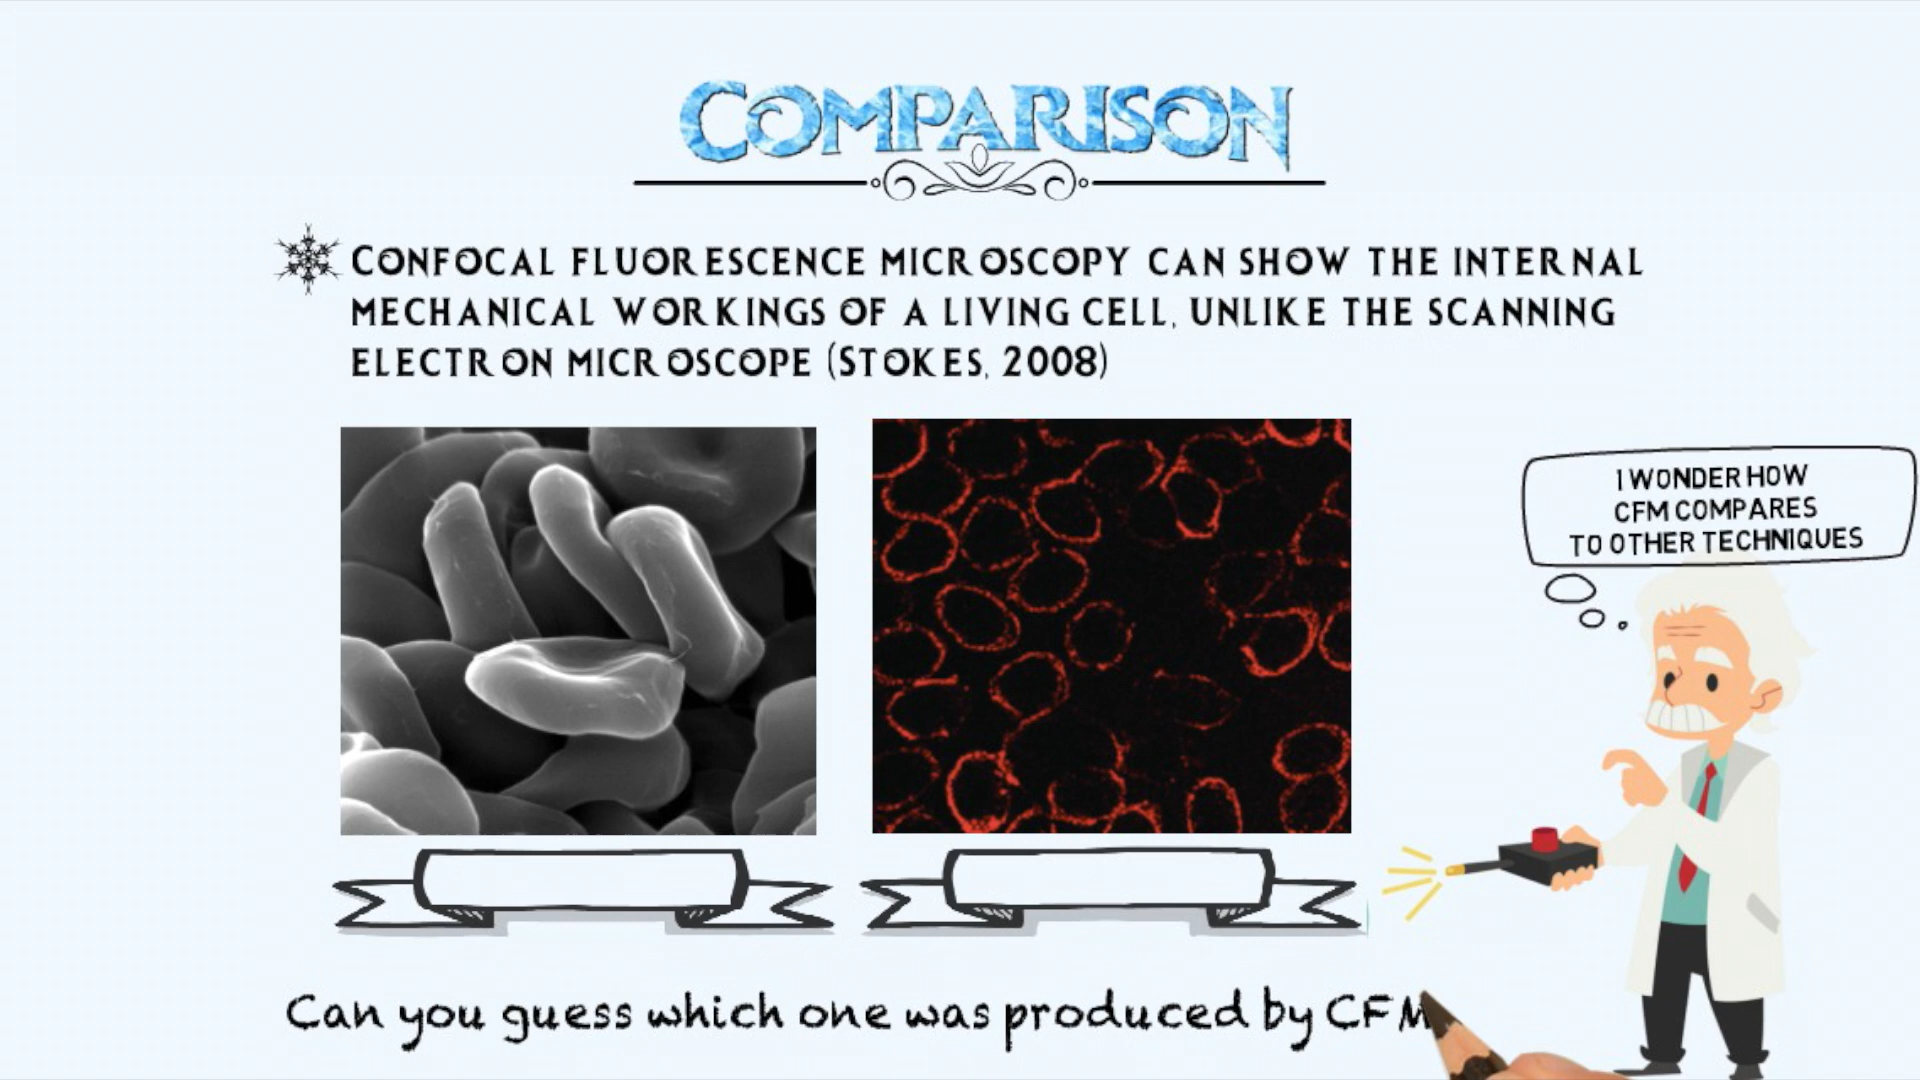 COMPARISON
CONFOCAL FLUORESCENCE MICROSCOPY CAN SHOW THE INTERNAL
MECHANICAL WORKINGS OF A LIVING CELL, UNLIKE THE SCANNING
ELECTRON MICROSCOPE (STOKES, 2008)
I WONDER HOW
CFM COMPARES
TO OTHER TECHNIQUES
Can you guess which one was produced by CFM